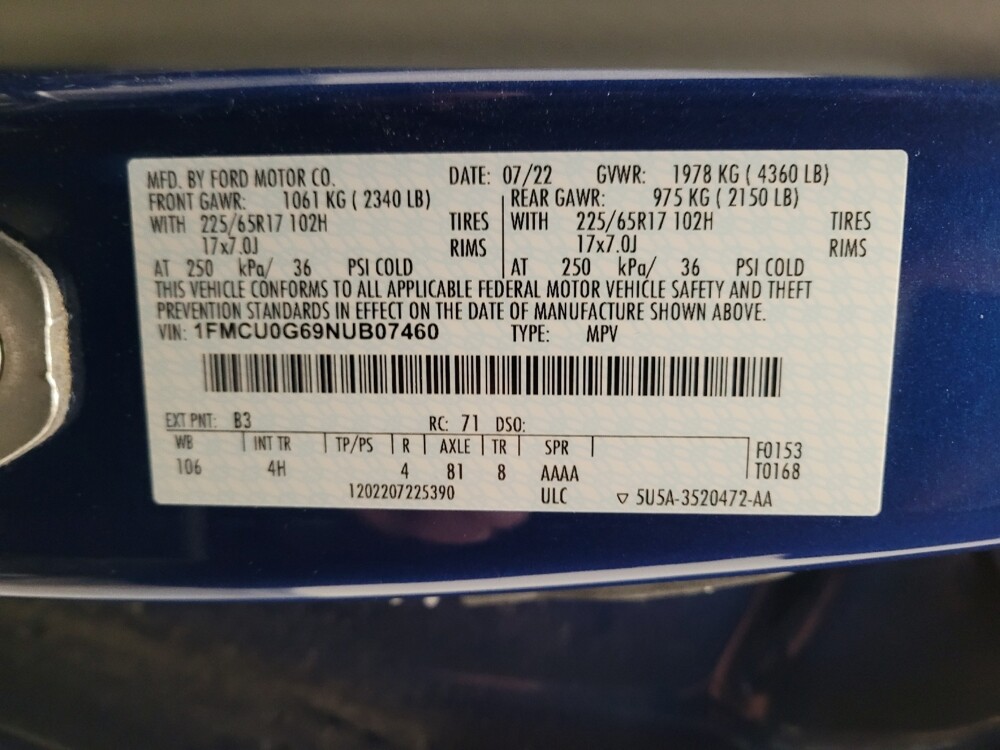 MFD. BY FORD MOTOR CO. DATE: 07/22 GVWR: 1978 KG ( 4360 LB)
FRONT GAWR: 1061 KG ( 2340 LB) REAR GAWR: 975 KG ( 2150 LB)
WITH 225/65R17 102H TIRES WITH 225/65R17 102H TIRES
17x7.0J RIMS 17x7.0J RIMS
AT 250 kPa/ 36 PSI COLD AT 250 kPa/ 36 PSI COLD
THIS VEHICLE CONFORMS TO ALL APPLICABLE FEDERAL MOTOR VEHICLE SAFETY AND THEFT
PREVENTION STANDARDS IN EFFECT ON THE DATE OF MANUFACTURE SHOWN ABOVE.
VIN: 1FMCU0G69NUB07460 TYPE: MPV
EXT PNT: B3 RC: 71 DSO:
WB INT TR TP/PS R AXLE TR SPR F0153
106 4H 4 81 8 AAAA T0168
1202207225390 ULC ▽ 5U5A-3520472-AA